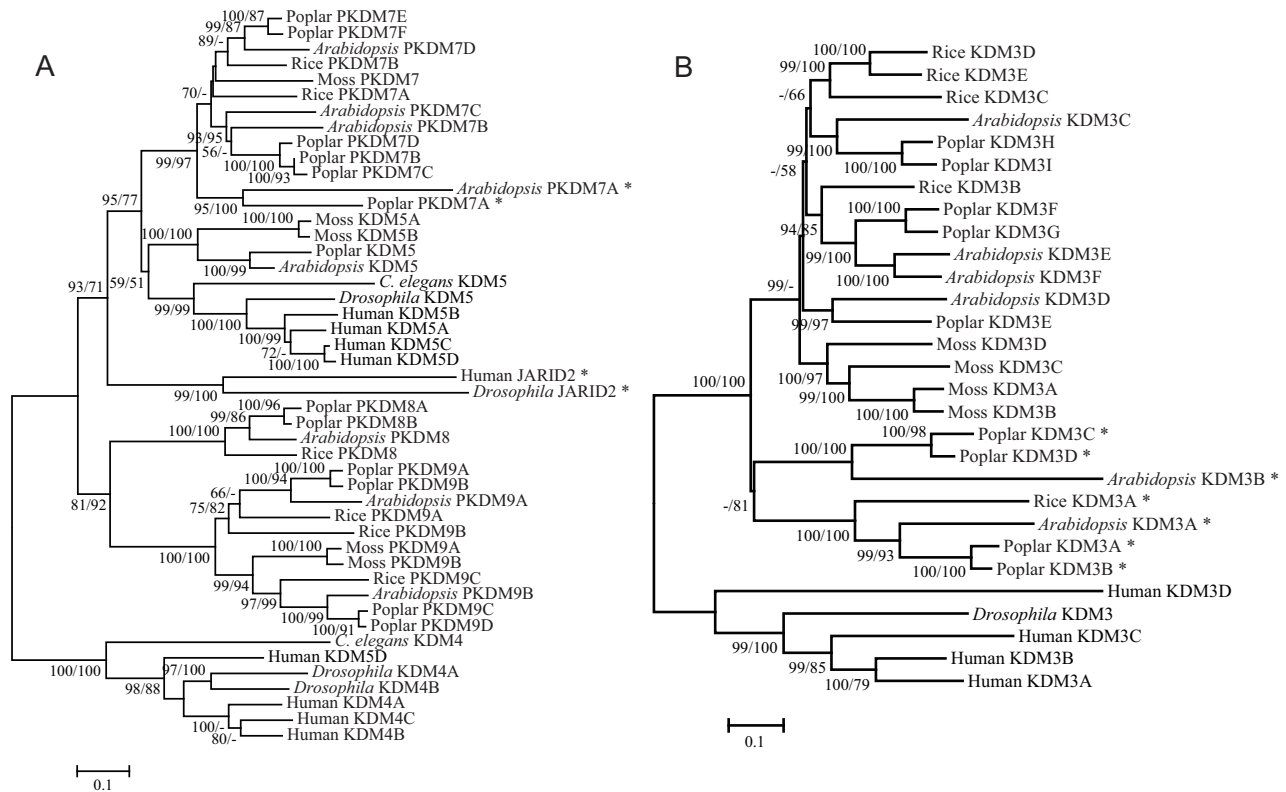 A
100/87
Poplar PKDM7E
99/87
Poplar PKDM7F
89/-
Arabidopsis PKDM7D
Rice PKDM7B
Moss PKDM7
70/-
Rice PKDM7A
Arabidopsis PKDM7C
93/95
Arabidopsis PKDM7B
56/-
Poplar PKDM7D
99/97
100/100
Poplar PKDM7B
100/93
Poplar PKDM7C
Arabidopsis PKDM7A *
95/77
95/100
Poplar PKDM7A *
100/100
Moss KDM5A
100/100
Moss KDM5B
Poplar KDM5
100/99
Arabidopsis KDM5
93/71
59/51
C. elegans KDM5
99/99
Drosophila KDM5
100/100
Human KDM5B
100/99
Human KDM5A
72/-
Human KDM5C
100/100
Human KDM5D
Human JARID2 *
99/100
Drosophila JARID2 *
100/96
Poplar PKDM8A
99/86
Poplar PKDM8B
100/100
Arabidopsis PKDM8
Rice PKDM8
100/100
Poplar PKDM9A
100/94
Poplar PKDM9B
66/-
81/92
Arabidopsis PKDM9A
75/82
Rice PKDM9A
Rice PKDM9B
100/100
100/100
Moss PKDM9A
Moss PKDM9B
99/94
Rice PKDM9C
97/99
Arabidopsis PKDM9B
100/99
Poplar PKDM9C
100/91
Poplar PKDM9D
C. elegans KDM4
100/100
Human KDM5D
97/100
Drosophila KDM4A
98/88
Drosophila KDM4B
Human KDM4A
100/-
Human KDM4C
80/-
Human KDM4B
0.1
B
100/100
Rice KDM3D
99/100
Rice KDM3E
-/66
Rice KDM3C
Arabidopsis KDM3C
99/100
Poplar KDM3H
100/100
Poplar KDM3I
-/58
Rice KDM3B
100/100
Poplar KDM3F
94/85
Poplar KDM3G
99/100
Arabidopsis KDM3E
100/100
Arabidopsis KDM3F
99/-
Arabidopsis KDM3D
99/97
Poplar KDM3E
Moss KDM3D
100/97
Moss KDM3C
100/100
99/100
Moss KDM3A
100/100
Moss KDM3B
100/98
Poplar KDM3C *
100/100
Poplar KDM3D *
Arabidopsis KDM3B *
-/81
Rice KDM3A *
100/100
Arabidopsis KDM3A *
99/93
Poplar KDM3A *
100/100
Poplar KDM3B *
Human KDM3D
Drosophila KDM3
99/100
Human KDM3C
99/85
Human KDM3B
100/79
Human KDM3A
0.1